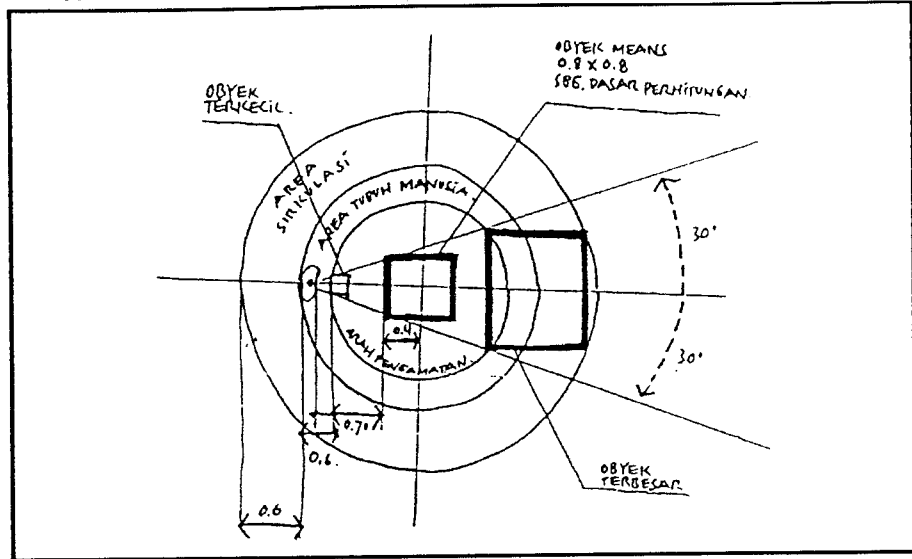 OBYEK MEANS
0.8 X 0.8
SBG. DASAR PERHITUNGAN
OBYEK
TERKECIL.
AREA
SIRKULASI
AREA TUBUH MANUSIA.
30°
0.4
ARAH PENGAMATAN.
30°
0.70
0.6.
OBYEK
TERBESAR
0.6